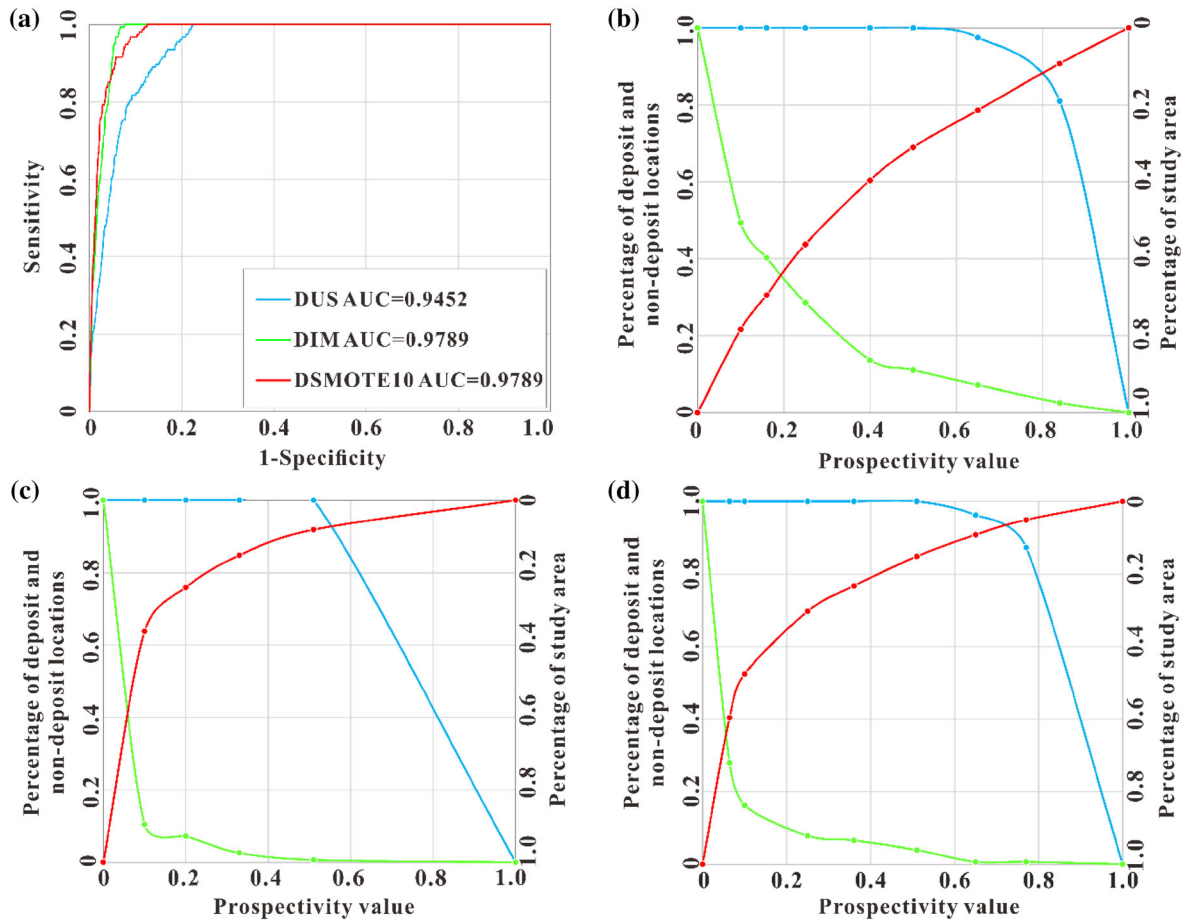 (a)
1.0
0.8
0.6
0.4
0.2
0
Sensitivity
DUS AUC=0.9452
DIM AUC=0.9789
DSMOTE10 AUC=0.9789
0 0.2 0.4 0.6 0.8 1.0
1-Specificity
(b)
1.0
0.8
0.6
0.4
0.2
0
Percentage of deposit and
non-deposit locations
0
0.2
0.4
0.6
0.8
1.0
Percentage of study area
0 0.2 0.4 0.6 0.8 1.0
Prospectivity value
(c)
1.0
0.8
0.6
0.4
0.2
0
Percentage of deposit and
non-deposit locations
0
0.2
0.4
0.6
0.8
1.0
Percentage of study area
0 0.2 0.4 0.6 0.8 1.0
Prospectivity value
(d)
1.0
0.8
0.6
0.4
0.2
0
Percentage of deposit and
non-deposit locations
0
0.2
0.4
0.6
0.8
1.0
Percentage of study area
0 0.2 0.4 0.6 0.8 1.0
Prospectivity value